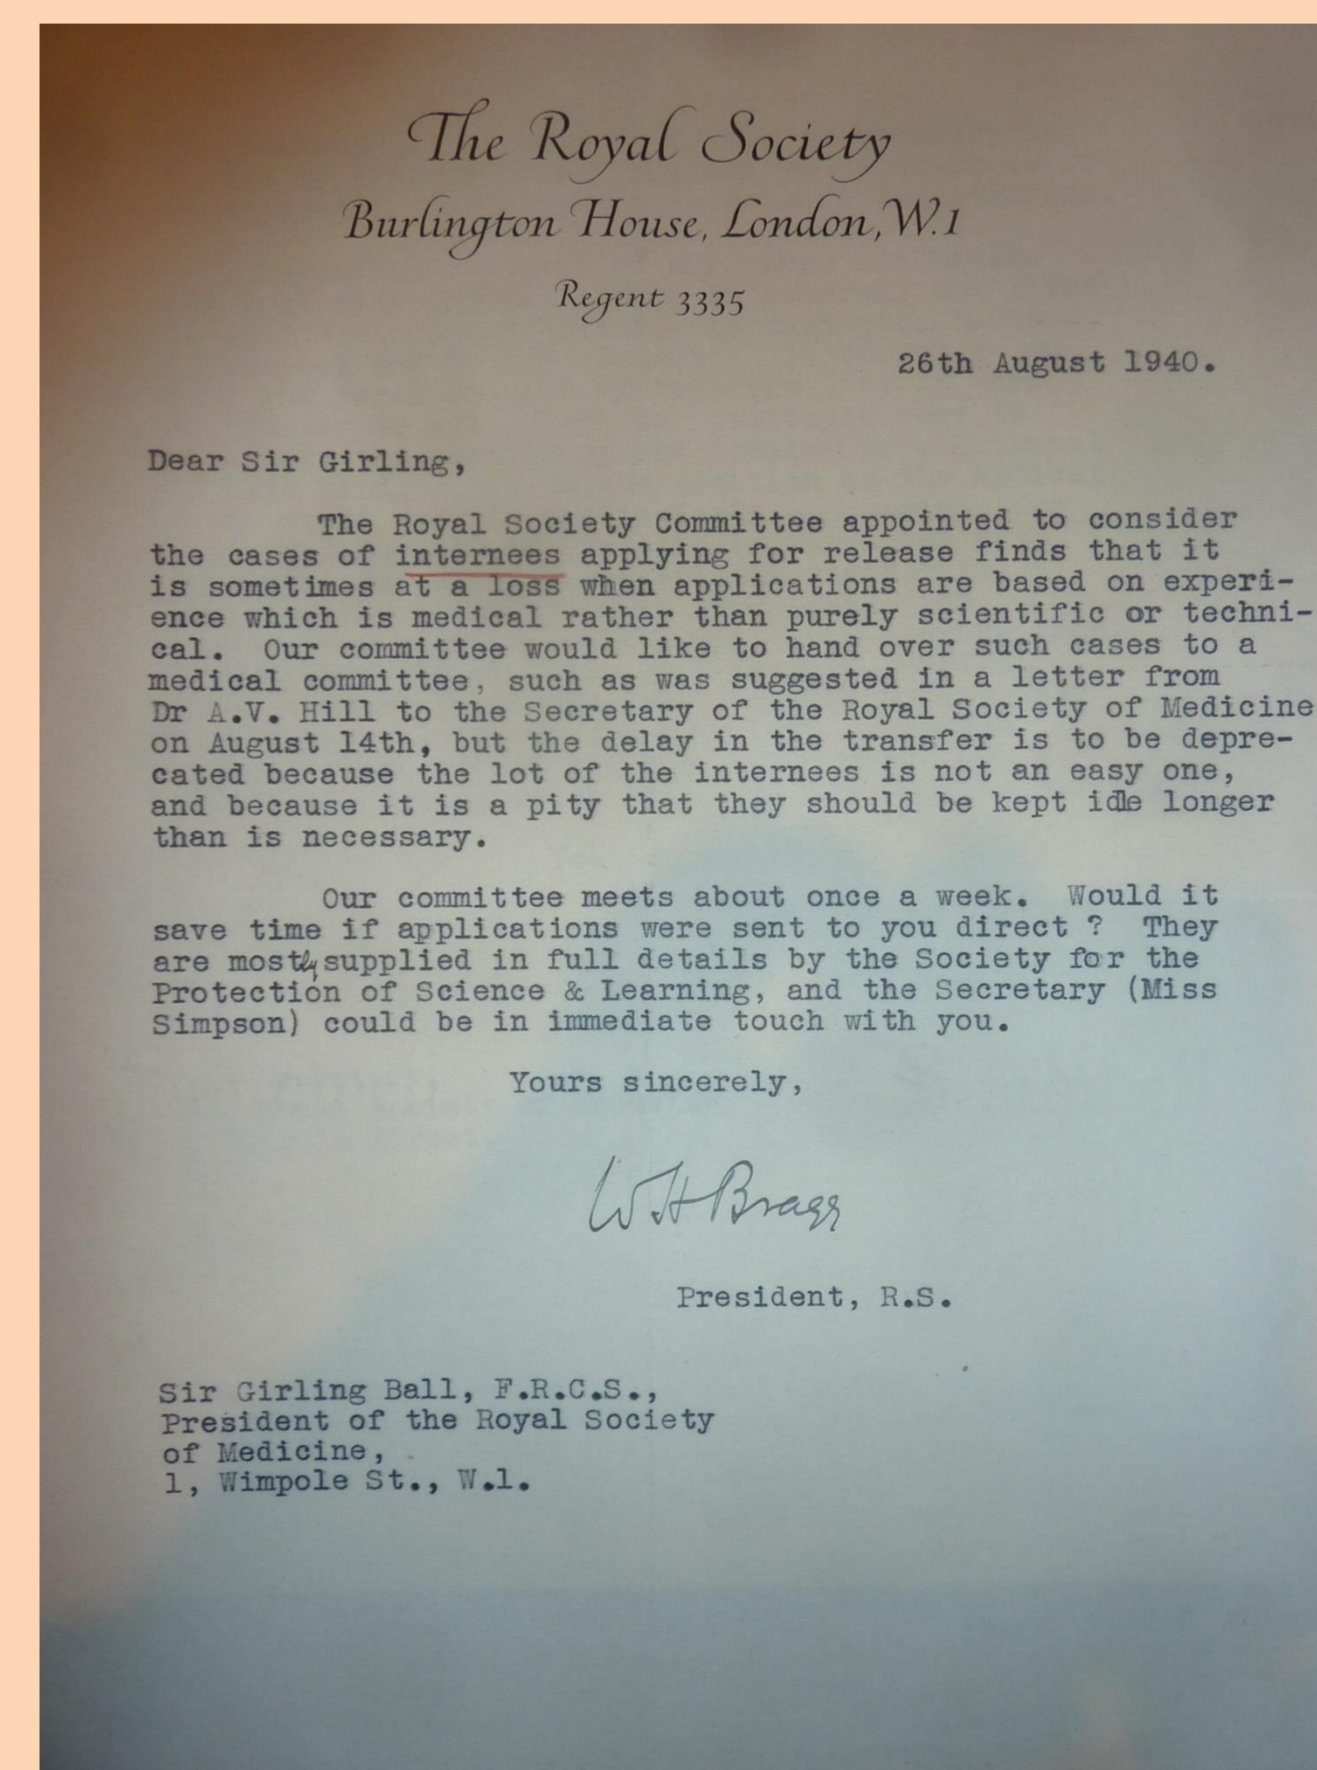 The Royal Society
Burlington House, London, W.1
Regent 3335
26th August 1940.
Dear Sir Girling,
The Royal Society Committee appointed to consider
the cases of internees applying for release finds that it
is sometimes at a loss when applications are based on experi-
ence which is medical rather than purely scientific or techni-
cal. Our committee would like to hand over such cases to a
medical committee, such as was suggested in a letter from
Dr A.V. Hill to the Secretary of the Royal Society of Medicine
on August 14th, but the delay in the transfer is to be depre-
cated because the lot of the internees is not an easy one,
and because it is a pity that they should be kept idle longer
than is necessary.
Our committee meets about once a week. Would it
save time if applications were sent to you direct ? They
are mostly supplied in full details by the Society for the
Protection of Science & Learning, and the Secretary (Miss
Simpson) could be in immediate touch with you.
Yours sincerely,
W H Bragg
President, R.S.
Sir Girling Ball, F.R.C.S.,
President of the Royal Society
of Medicine,
1, Wimpole St., W.1.